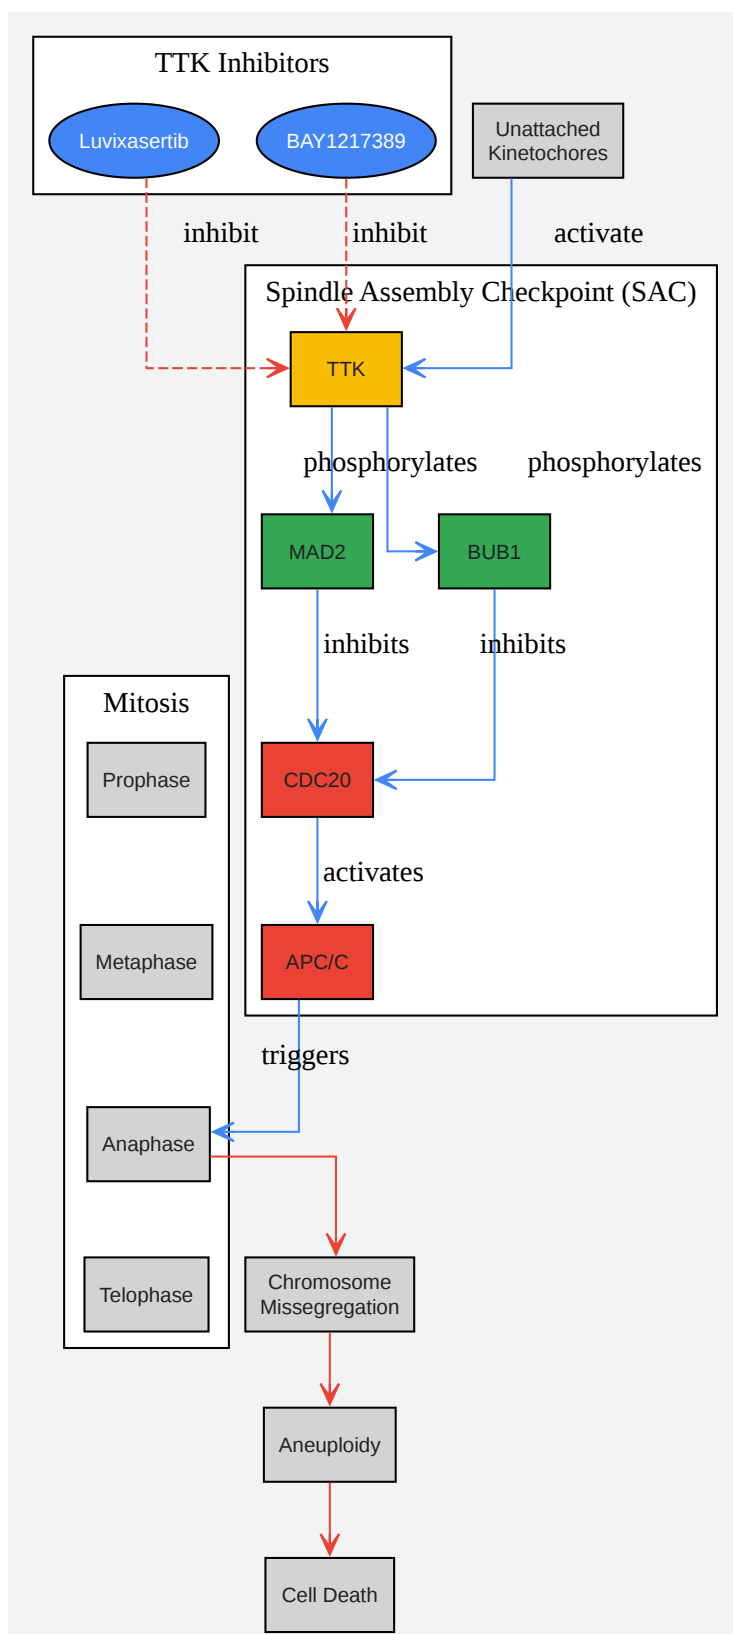 TTK Inhibitors
Luvixasertib
BAY1217389
Unattached
Kinetochores
inhibit
inhibit
activate
Spindle Assembly Checkpoint (SAC)
TTK
phosphorylates
phosphorylates
MAD2
BUB1
inhibits
inhibits
Mitosis
Prophase
CDC20
activates
Metaphase
APC/C
triggers
Anaphase
Telophase
Chromosome
Missegregation
Aneuploidy
Cell Death